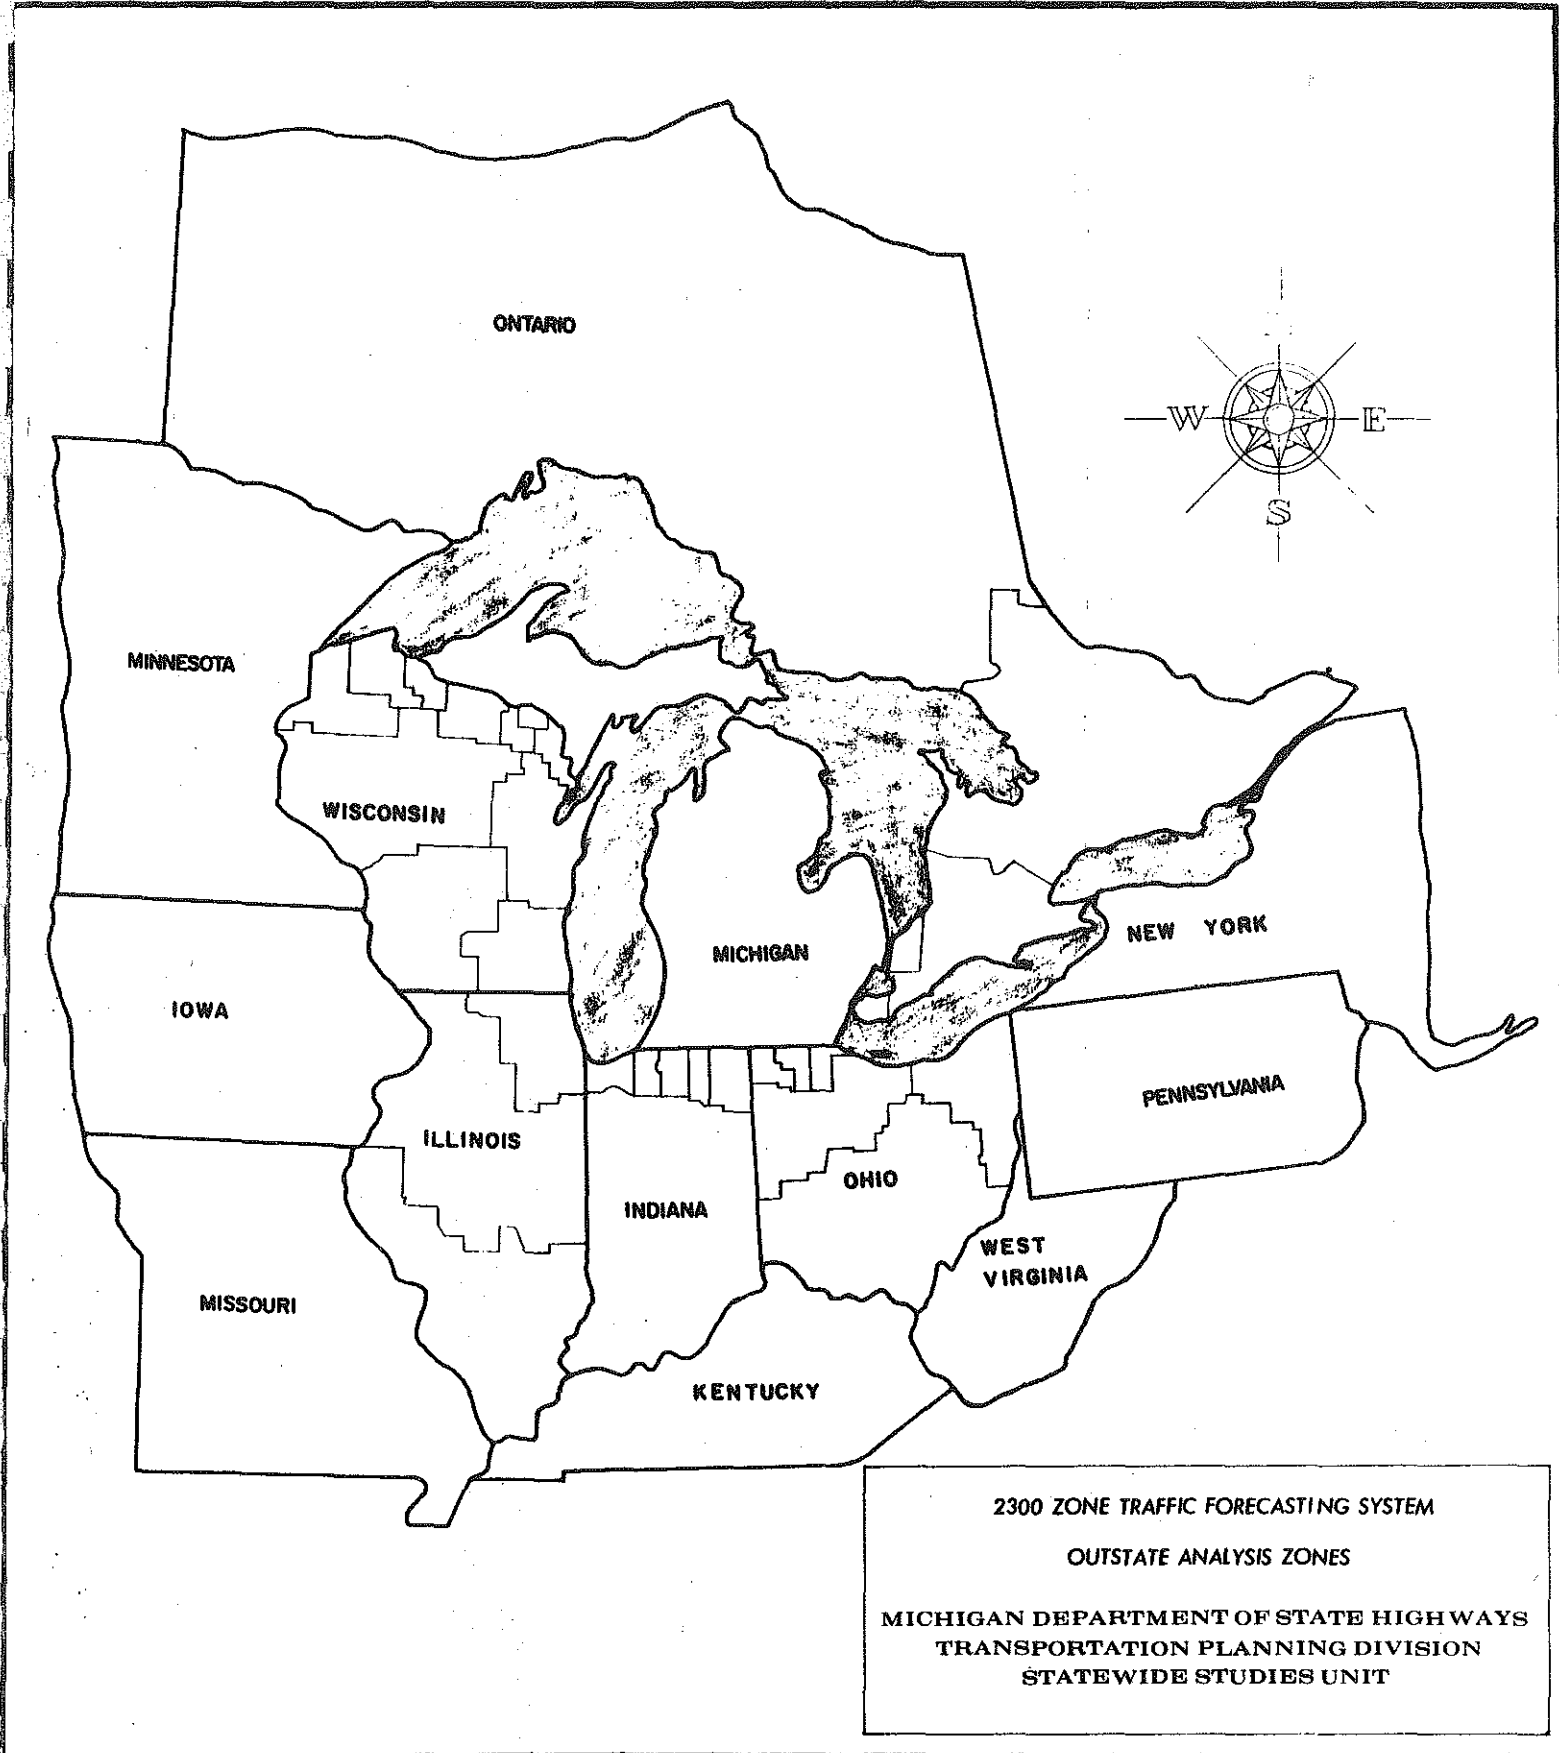 ONTARIO
W
E
S
MINNESOTA
WISCONSIN
MICHIGAN
NEW YORK
IOWA
PENNSYLVANIA
ILLINOIS
OHIO
INDIANA
WEST
VIRGINIA
MISSOURI
KENTUCKY
2300 ZONE TRAFFIC FORECASTING SYSTEM
OUTSTATE ANALYSIS ZONES
MICHIGAN DEPARTMENT OF STATE HIGHWAYS
TRANSPORTATION PLANNING DIVISION
STATEWIDE STUDIES UNIT